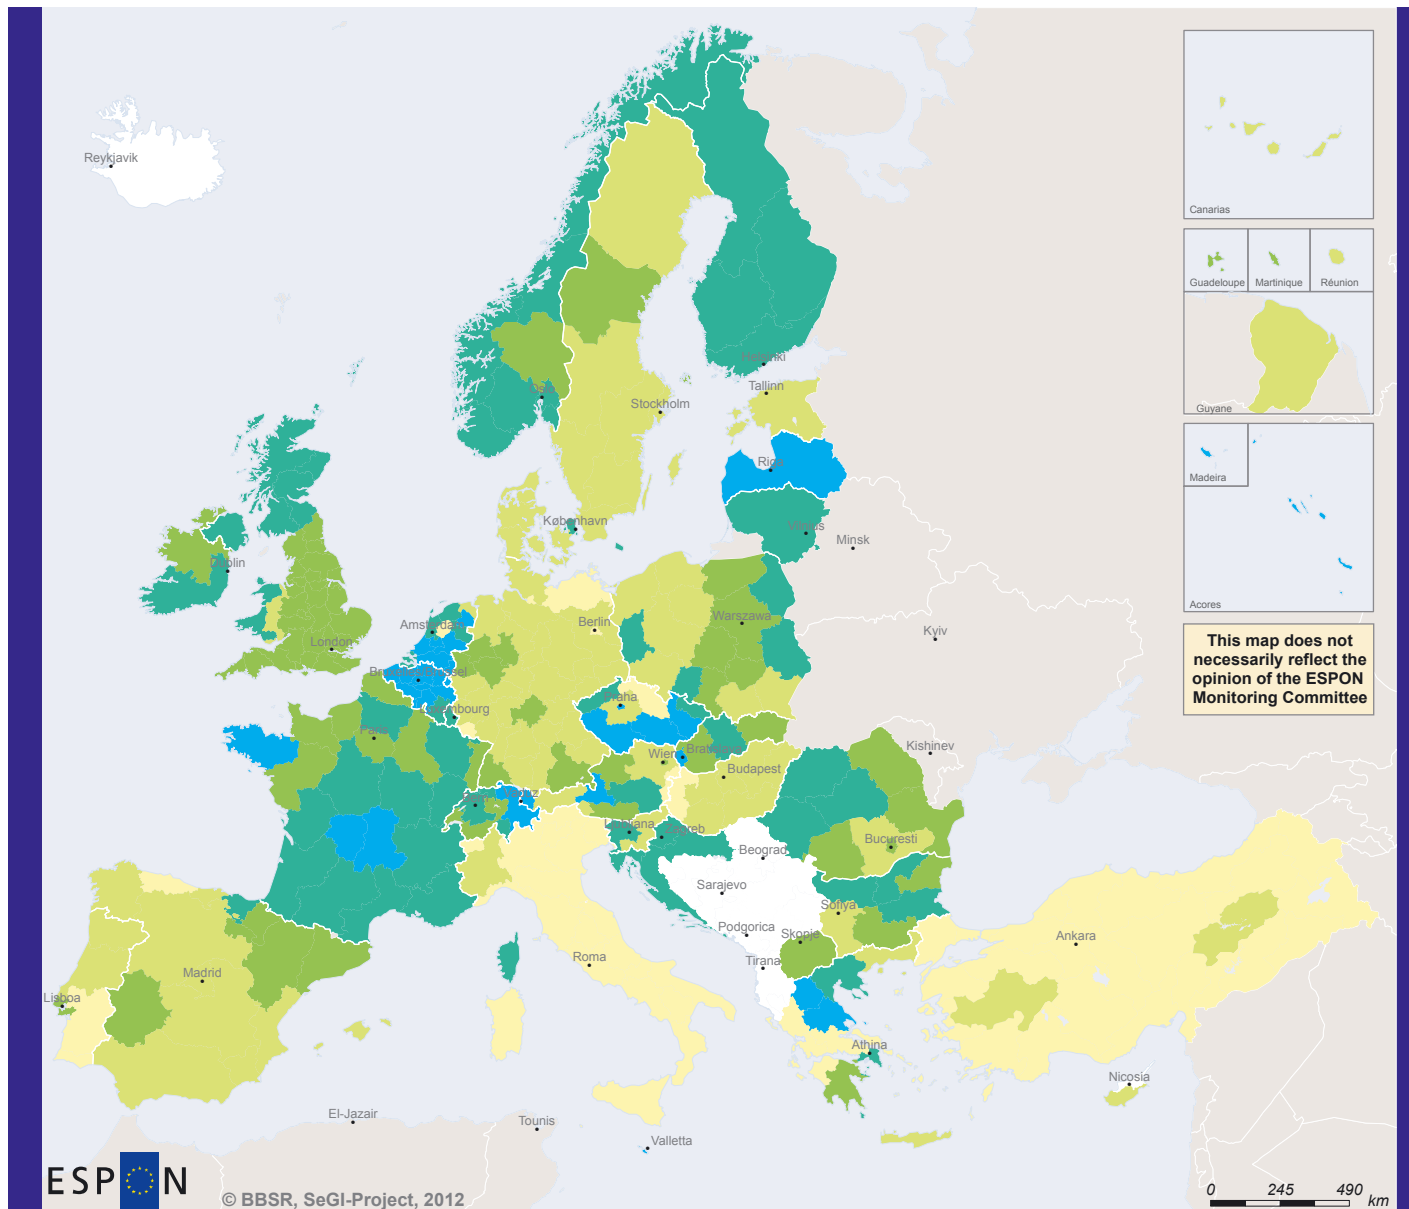 Reykjavik
Canarias
Guadeloupe
Martinique
Réunion
Guyane
Helsinki
Tallinn
Oslo
Stockholm
Madeira
Riga
Acores
København
Vilnius
Minsk
Dublin
This map does not
necessarily reflect the
opinion of the ESPON
Monitoring Committee
Amsterdam
Berlin
Warszawa
Kyiv
London
Praha
Luxembourg
Paris
Kishinev
Wien
Bratislava
Budapest
Ljubljana
Zagreb
Bucuresti
Beograd
Sarajevo
Sofiya
Podgorica
Skopje
Ankara
Tirana
Roma
Madrid
Lisboa
Athina
Nicosia
El-Jazair
Tounis
Valletta
ESPON
© BBSR, SeGI-Project, 2012
0 245 490
km